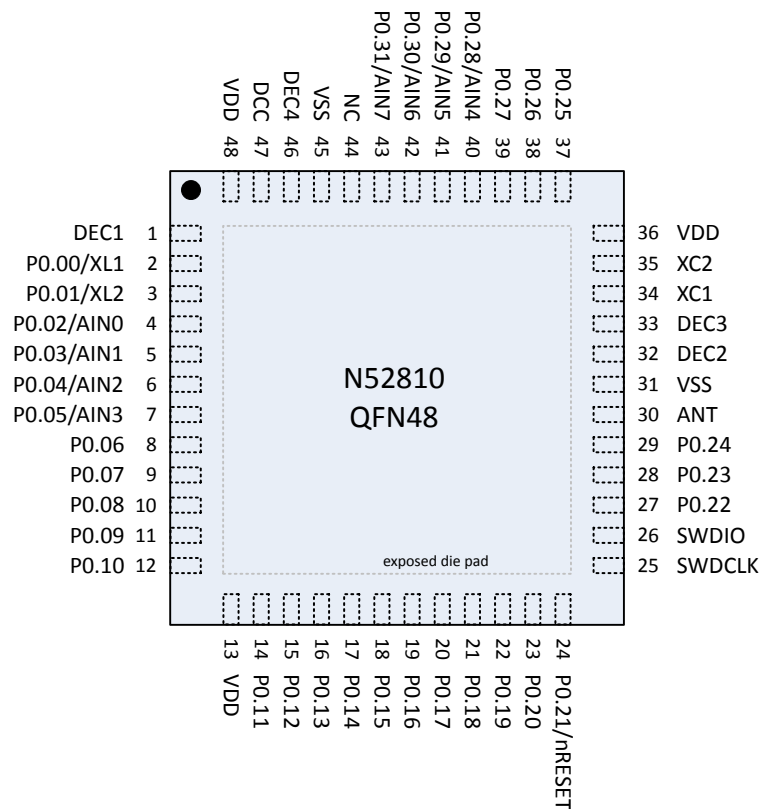 VDD 48
DCC 47
DEC4 46
VSS 45
NC 44
P0.31/AIN7 43
P0.30/AIN6 42
P0.29/AIN5 41
P0.28/AIN4 40
P0.27 39
P0.26 38
P0.25 37
DEC1 1
P0.00/XL1 2
P0.01/XL2 3
P0.02/AIN0 4
P0.03/AIN1 5
P0.04/AIN2 6
P0.05/AIN3 7
P0.06 8
P0.07 9
P0.08 10
P0.09 11
P0.10 12
N52810
QFN48
exposed die pad
36 VDD
35 XC2
34 XC1
33 DEC3
32 DEC2
31 VSS
30 ANT
29 P0.24
28 P0.23
27 P0.22
26 SWDIO
25 SWDCLK
13 VDD
14 P0.11
15 P0.12
16 P0.13
17 P0.14
18 P0.15
19 P0.16
20 P0.17
21 P0.18
22 P0.19
23 P0.20
24 P0.21/nRESET